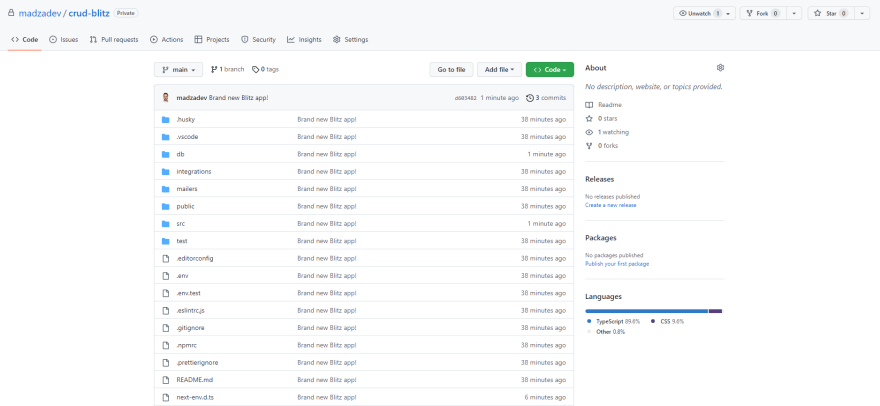 madzadev / crud-blitz Private
Unwatch 1 Fork 0 Star 0
Code Issues Pull requests Actions Projects Security Insights Settings
main 1 branch 0 tags Go to file Add file Code
madzadev Brand new Blitz app! d683482 1 minute ago 3 commits
.husky Brand new Blitz app! 38 minutes ago
.vscode Brand new Blitz app! 38 minutes ago
db Brand new Blitz app! 1 minute ago
integrations Brand new Blitz app! 38 minutes ago
mailers Brand new Blitz app! 38 minutes ago
public Brand new Blitz app! 38 minutes ago
src Brand new Blitz app! 1 minute ago
test Brand new Blitz app! 38 minutes ago
.editorconfig Brand new Blitz app! 38 minutes ago
.env Brand new Blitz app! 38 minutes ago
.env.test Brand new Blitz app! 38 minutes ago
.eslintrc.js Brand new Blitz app! 38 minutes ago
.gitignore Brand new Blitz app! 38 minutes ago
.npmrc Brand new Blitz app! 38 minutes ago
.prettierignore Brand new Blitz app! 38 minutes ago
README.md Brand new Blitz app! 38 minutes ago
next-env.d.ts Brand new Blitz app! 6 minutes ago
About
No description, website, or topics provided.
Readme
0 stars
1 watching
0 forks
Releases
No releases published
Create a new release
Packages
No packages published
Publish your first package
Languages
TypeScript 89.6% CSS 9.6%
Other 0.8%